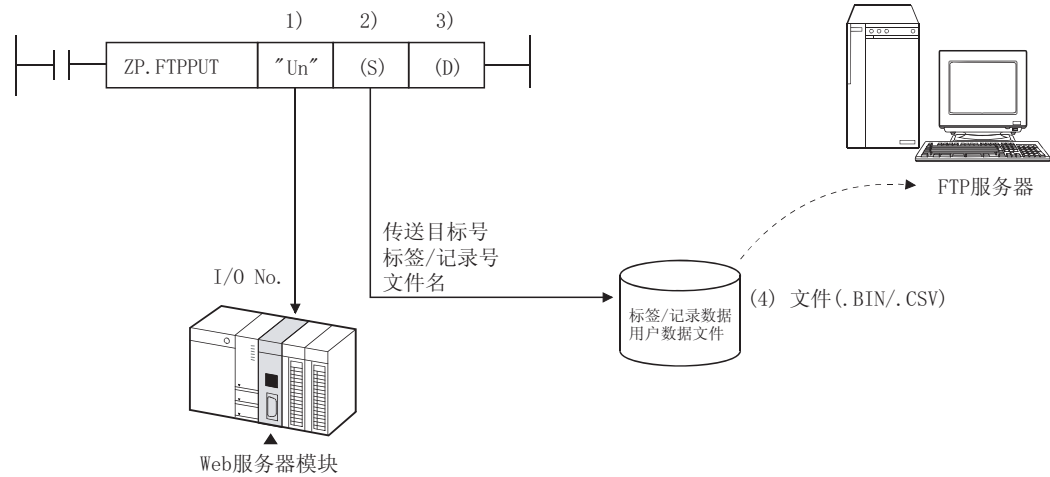 1) 2) 3)
ZP.FTPPUT ″Un″ (S) (D)
FTP服务器
传送目标号
标签/记录号
文件名
I/O No.
(4) 文件(.BIN/.CSV)
标签/记录数据
用户数据文件
Web服务器模块